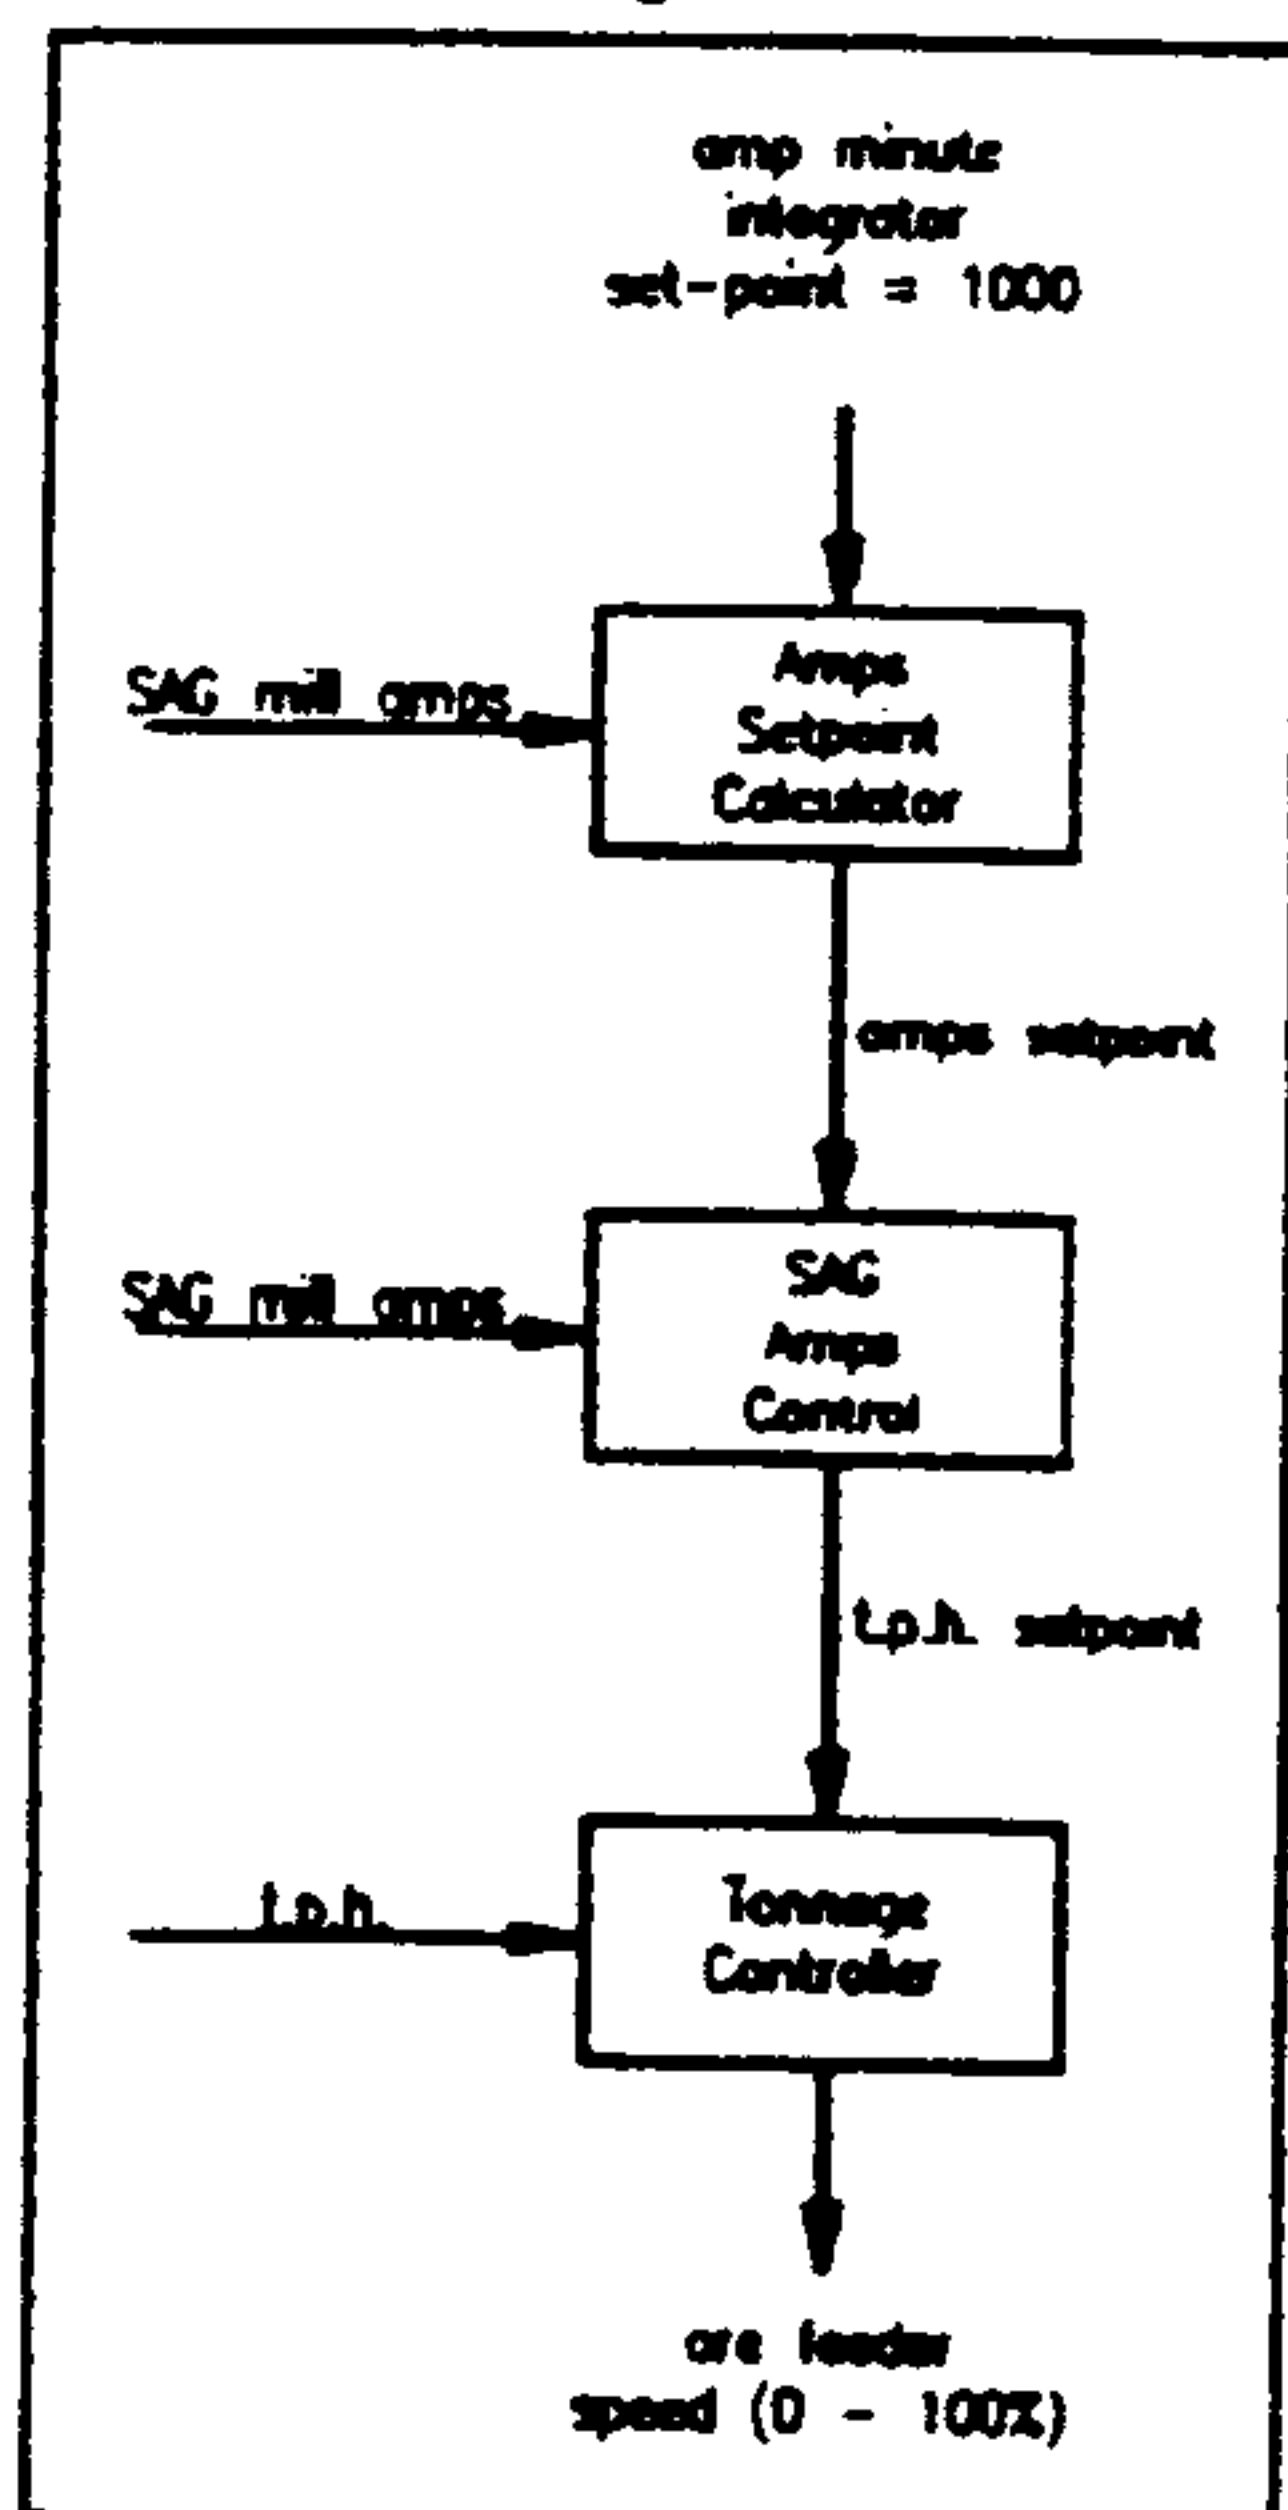 amp minute
integrator
set-point = 1000
SAG mill amps
Amps
Setpoint
Calculator
amps setpoint
SAG mill amps
SAG
Amps
Control
t.p.h. setpoint
t.p.h.
Tonnage
Controller
ore feeder
speed (0 - 100%)